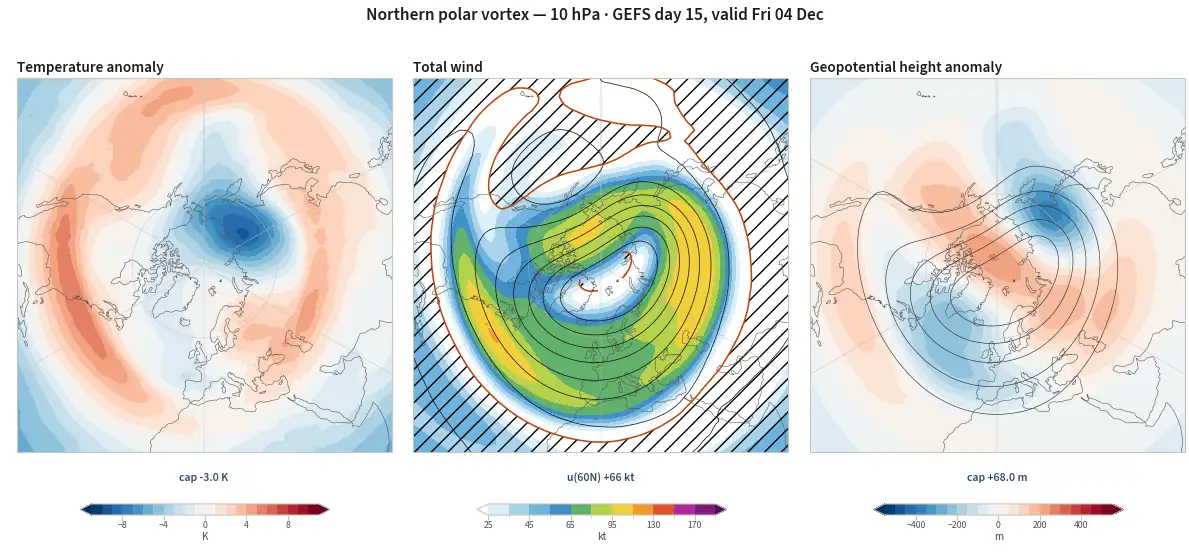 Northern polar vortex — 10 hPa · GEFS day 15, valid Fri 04 Dec
Temperature anomaly
Total wind
Geopotential height anomaly
cap -3.0 K
u(60N) +66 kt
cap +68.0 m
−8 −4 0 4 8
K
25 45 65 95 130 170
kt
−400 −200 0 200 400
m